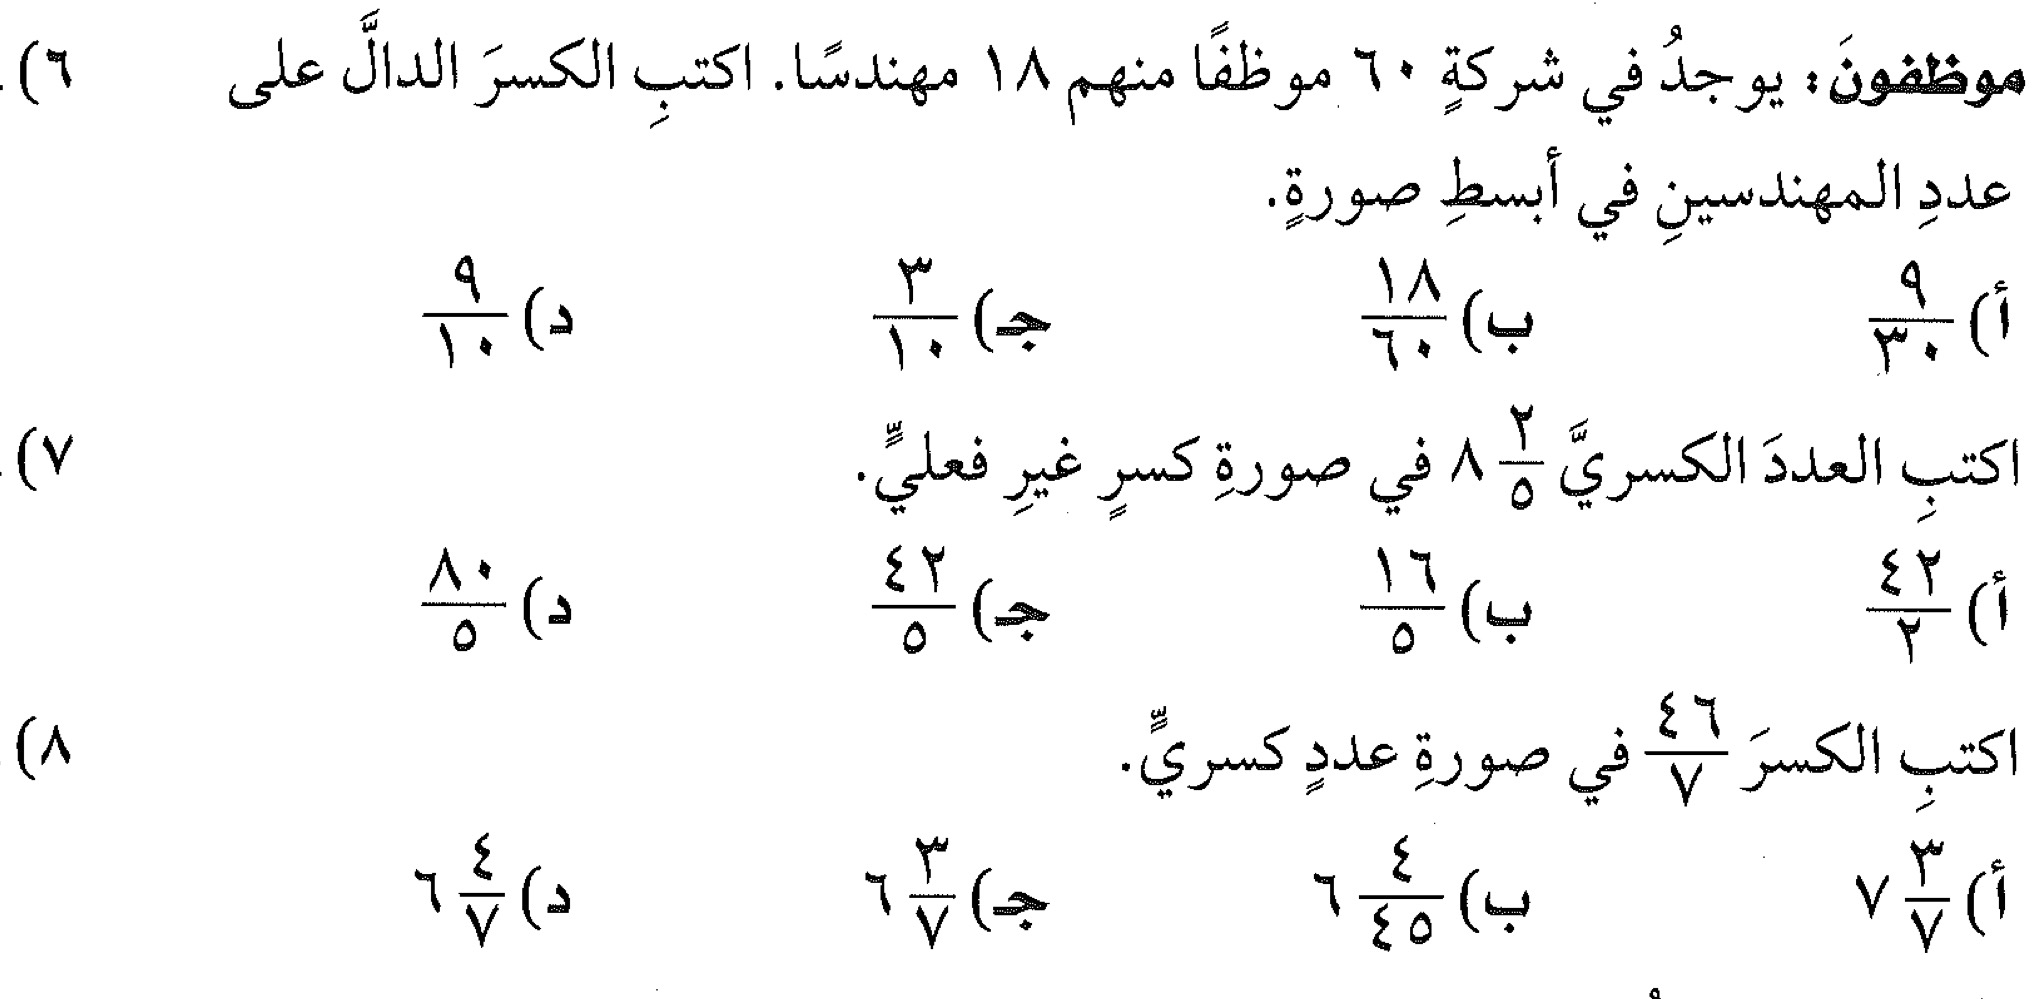 موظفونَ: يوجدُ في شركةٍ ٦٠ موظفًا منهم ١٨ مهندسًا. اكتبِ الكسرَ الدالَّ على ٦)
عددِ المهندسينِ في أبسطِ صورةٍ.
أ) ٩/٣٠ ب) ١٨/٦٠ جـ) ٣/١٠ د) ٩/١٠
اكتبِ العددَ الكسريَّ ٨ ٢/٥ في صورةِ كسرٍ غيرِ فعليٍّ. ٧)
أ) ٤٢/٢ ب) ١٦/٥ جـ) ٤٢/٥ د) ٨٠/٥
اكتبِ الكسرَ ٤٦/٧ في صورةِ عددٍ كسريٍّ. ٨)
أ) ٧ ٣/٧ ب) ٦ ٤/٤٥ جـ) ٦ ٣/٧ د) ٦ ٤/٧